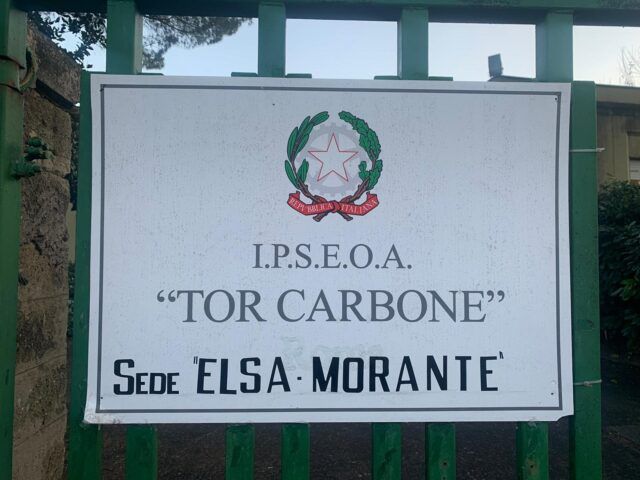 REPVBBLICA ITALIANA
I.P.S.E.O.A.
“TOR CARBONE”
SEDE "ELSA-MORANTE"